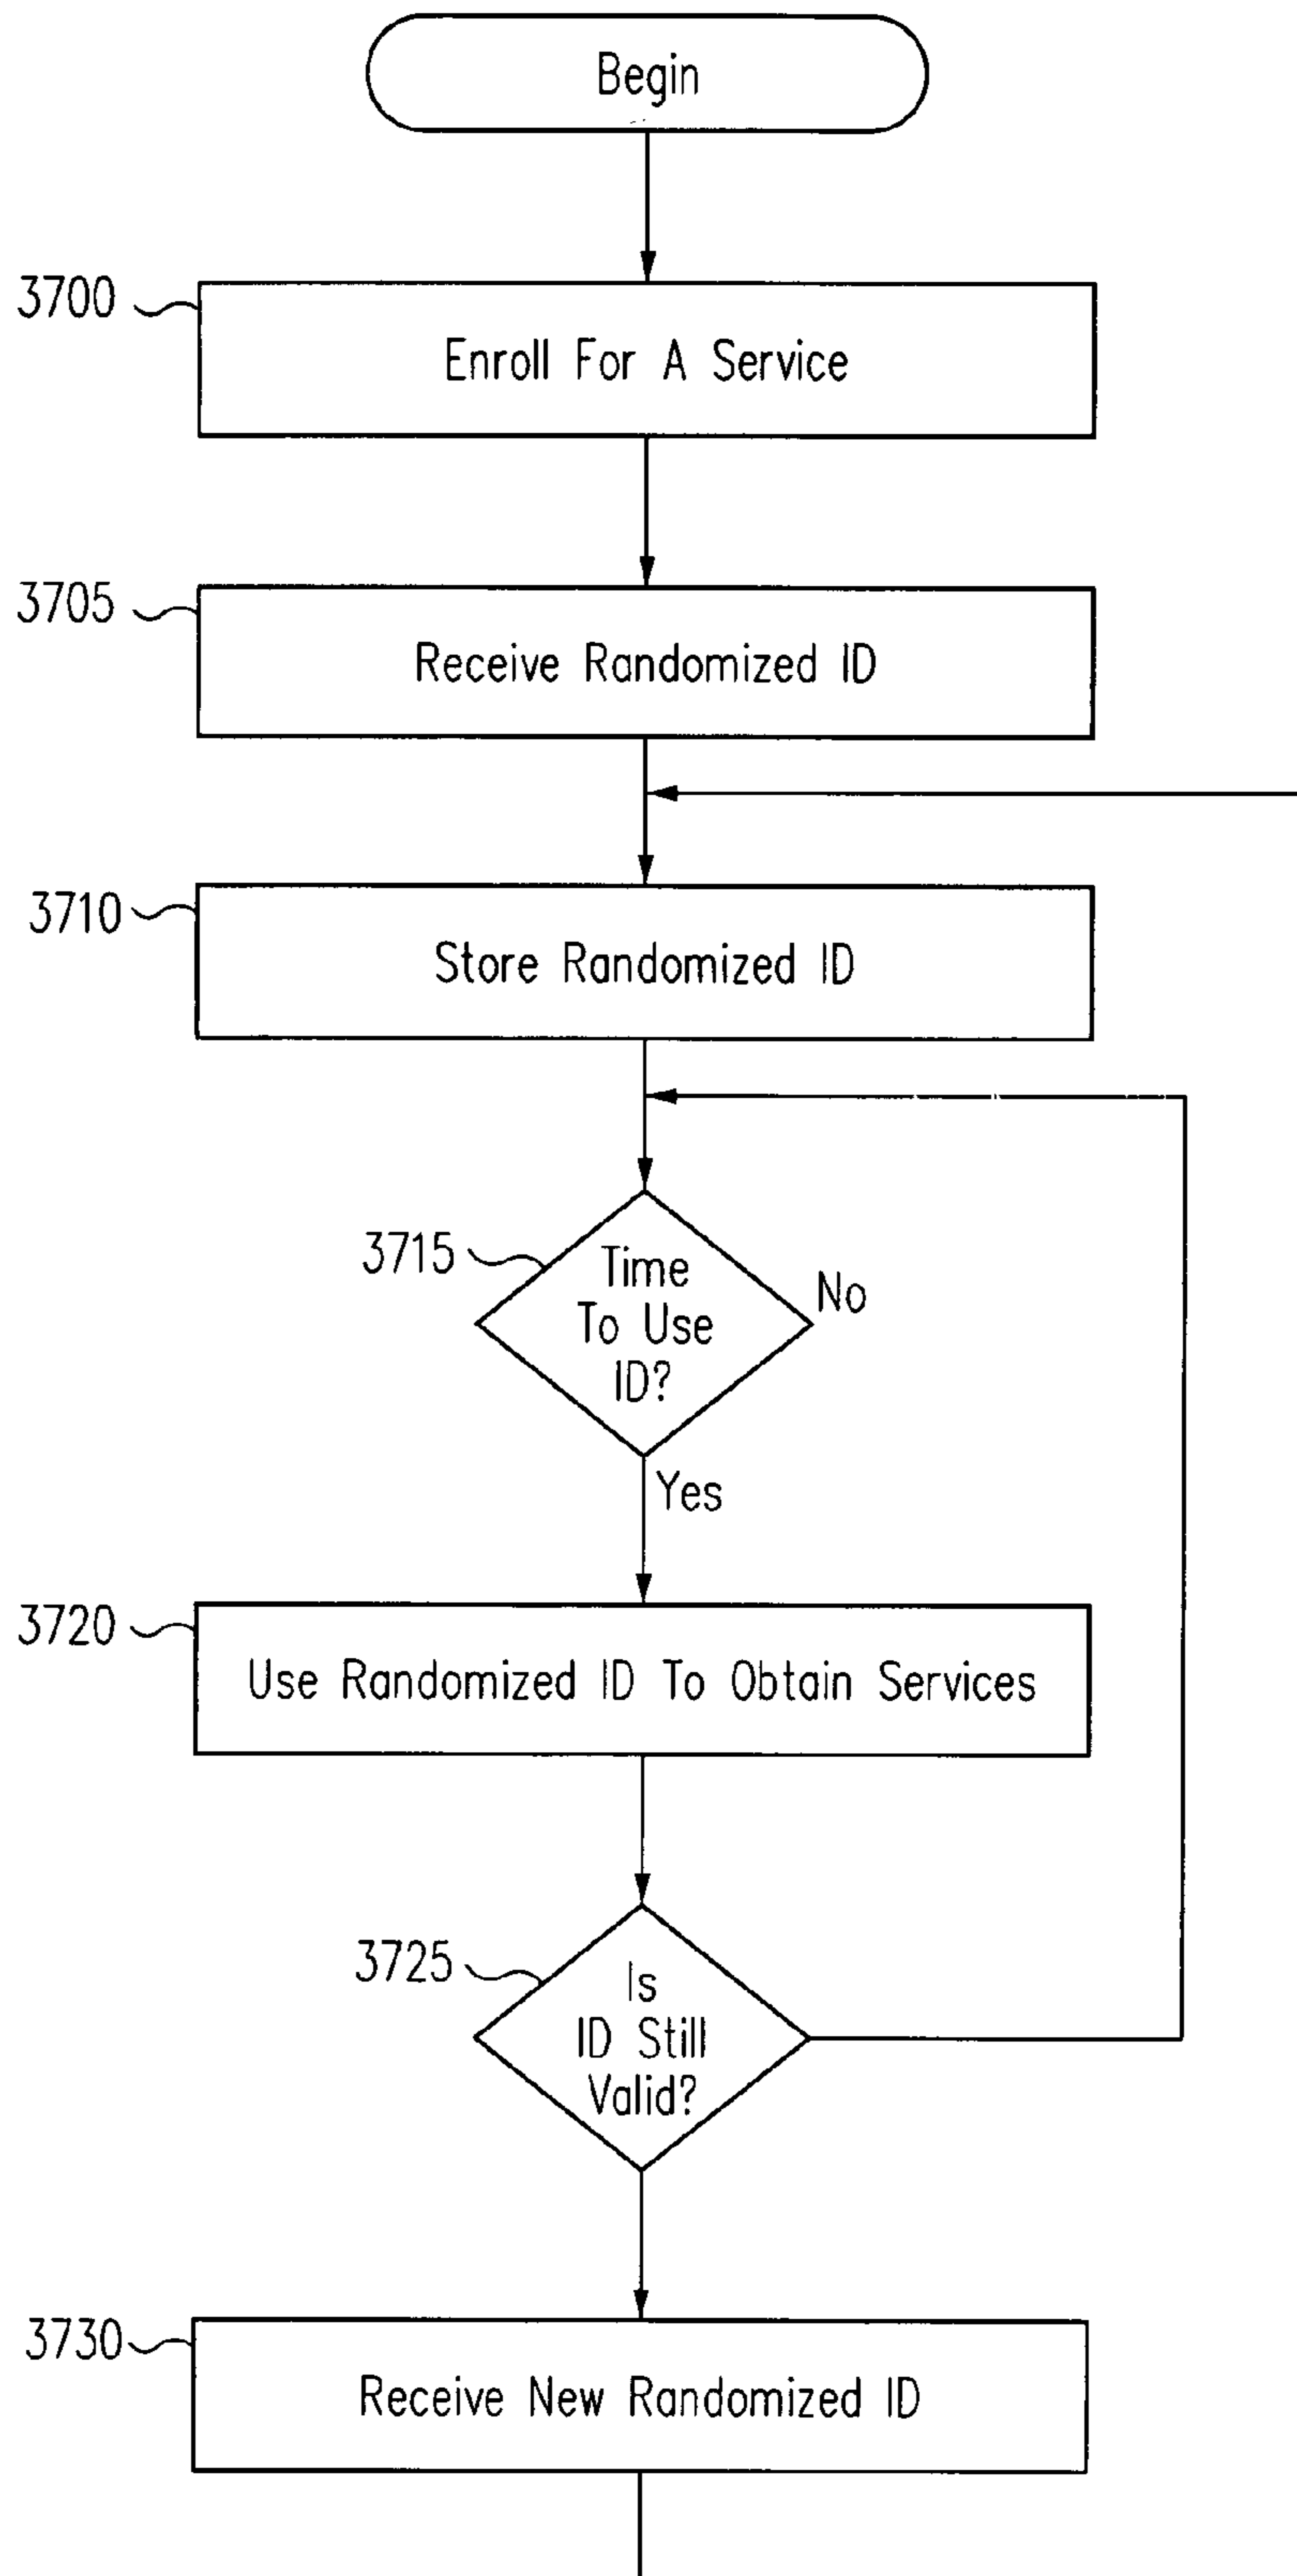 Begin
3700
Enroll For A Service
3705
Receive Randomized ID
3710
Store Randomized ID
3715
Time
To Use
ID?
No
Yes
3720
Use Randomized ID To Obtain Services
3725
Is
ID Still
Valid?
3730
Receive New Randomized ID